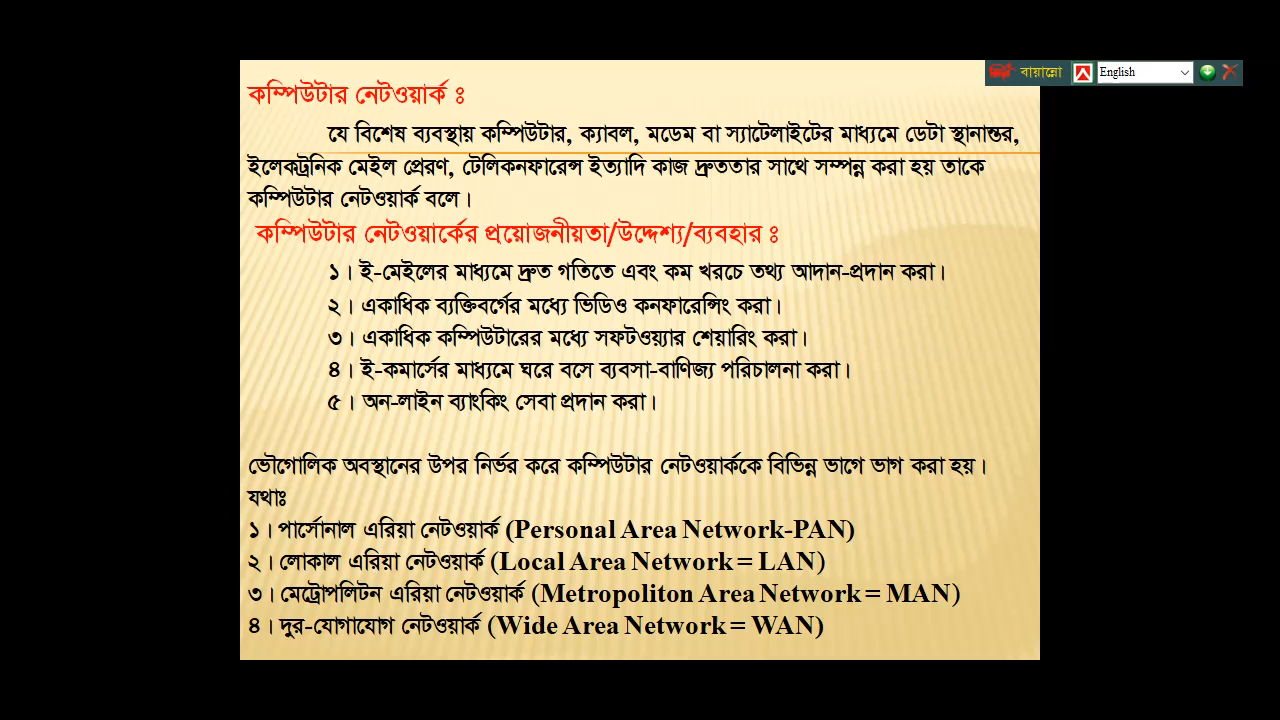 বায়ান্নো
English
কম্পিউটার নেটওয়ার্ক ঃ
যে বিশেষ ব্যবস্থায় কম্পিউটার, ক্যাবল, মডেম বা স্যাটেলাইটের মাধ্যমে ডেটা স্থানান্তর,
ইলেকট্রনিক মেইল প্রেরণ, টেলিকনফারেন্স ইত্যাদি কাজ দ্রুততার সাথে সম্পন্ন করা হয় তাকে
কম্পিউটার নেটওয়ার্ক বলে।
কম্পিউটার নেটওয়ার্কের প্রয়োজনীয়তা/উদ্দেশ্য/ব্যবহার ঃ
১। ই-মেইলের মাধ্যমে দ্রুত গতিতে এবং কম খরচে তথ্য আদান-প্রদান করা।
২। একাধিক ব্যক্তিবর্গের মধ্যে ভিডিও কনফারেন্সিং করা।
৩। একাধিক কম্পিউটারের মধ্যে সফটওয়্যার শেয়ারিং করা।
৪। ই-কমার্সের মাধ্যমে ঘরে বসে ব্যবসা-বাণিজ্য পরিচালনা করা।
৫। অন-লাইন ব্যাংকিং সেবা প্রদান করা।
ভৌগোলিক অবস্থানের উপর নির্ভর করে কম্পিউটার নেটওয়ার্ককে বিভিন্ন ভাগে ভাগ করা হয়।
যথাঃ
১। পার্সোনাল এরিয়া নেটওয়ার্ক (Personal Area Network-PAN)
২। লোকাল এরিয়া নেটওয়ার্ক (Local Area Network = LAN)
৩। মেট্রোপলিটন এরিয়া নেটওয়ার্ক (Metropoliton Area Network = MAN)
৪। দুর-যোগাযোগ নেটওয়ার্ক (Wide Area Network = WAN)